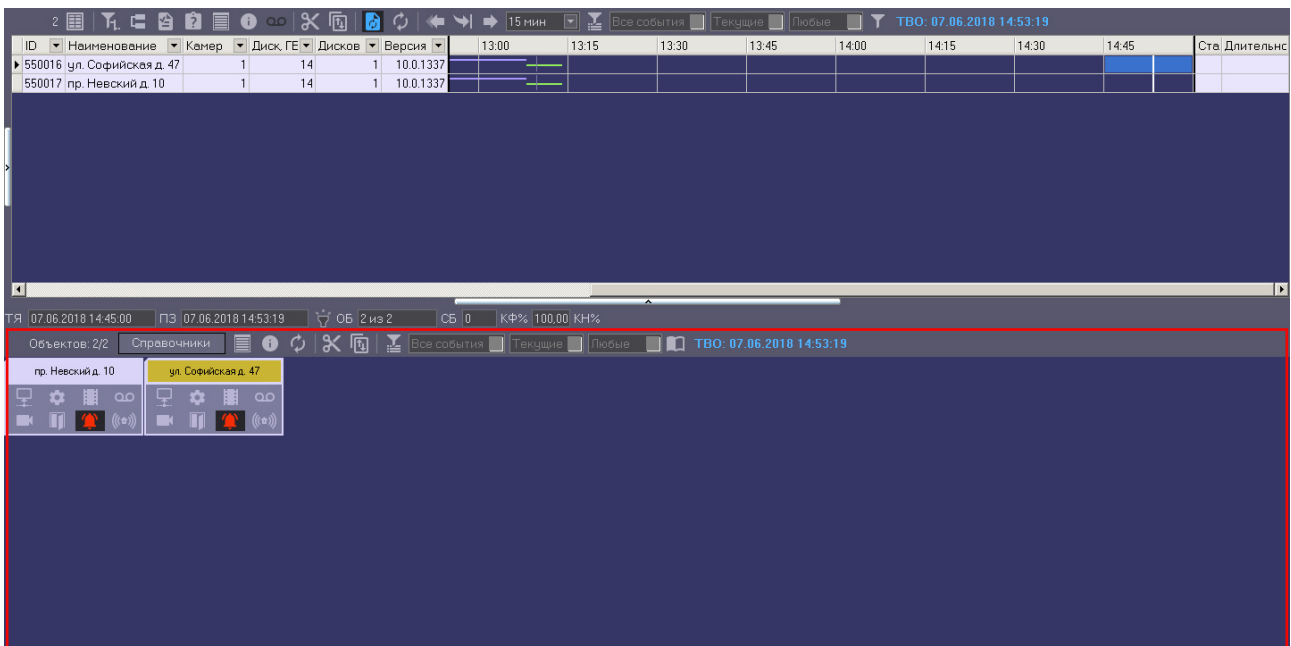 2 15 мин Все события Текущие Любые ТВО: 07.06.2018 14:53:19
ID Наименование Камер Диск, ГЕ Дисков Версия 13:00 13:15 13:30 13:45 14:00 14:15 14:30 14:45 Ста Длительнс
550016 ул. Софийская д. 47 1 14 1 10.0.1337
550017 пр. Невский д. 10 1 14 1 10.0.1337
ТЯ 07.06.2018 14:45:00 ПЗ 07.06.2018 14:53:19 ОБ 2 из 2 СБ 0 КФ% 100,00 КН%
Объектов: 2/2 Справочники Все события Текущие Любые ТВО: 07.06.2018 14:53:19
пр. Невский д. 10 ул. Софийская д. 47